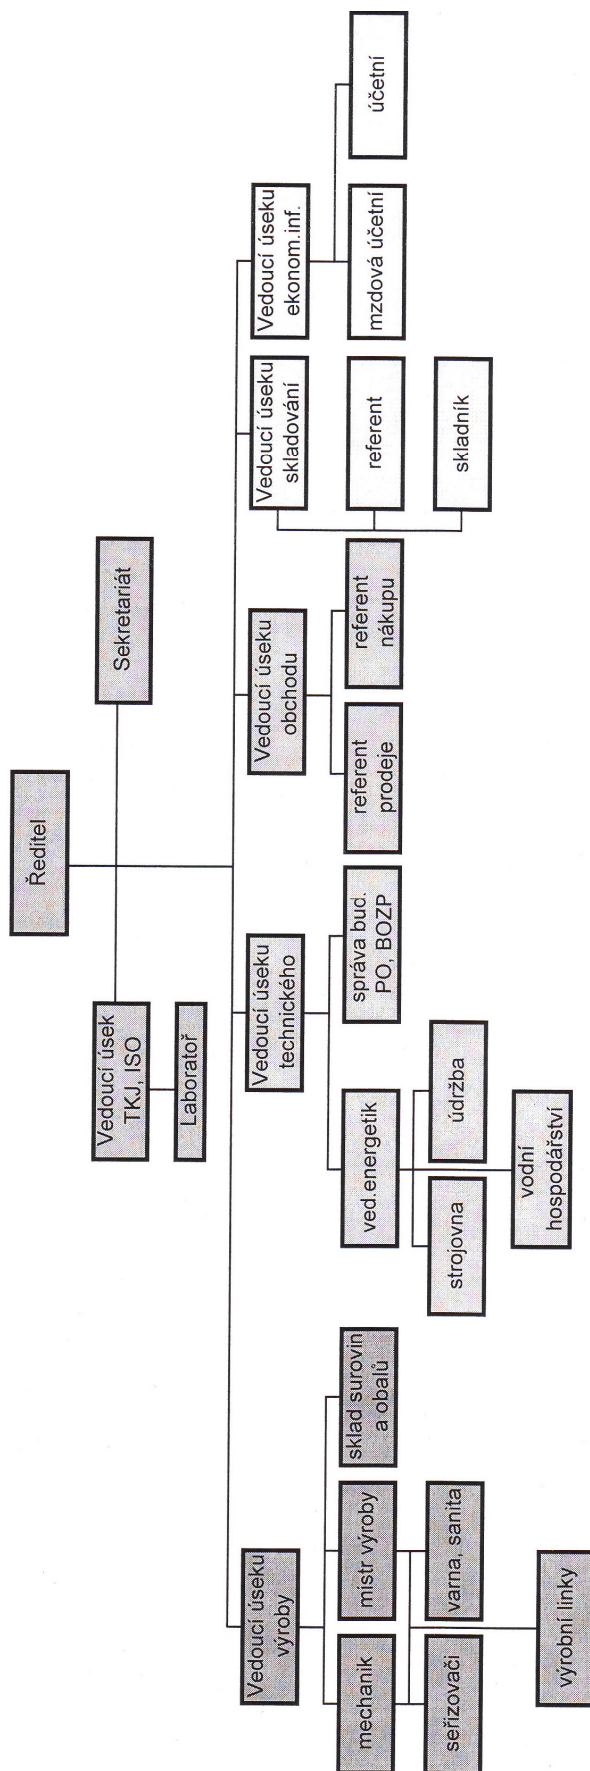 Ředitel
Vedoucí úsek
TKJ, ISO
Sekretariát
Laboratoř
Vedoucí úseku
výroby
Vedoucí úseku
technického
Vedoucí úseku
obchodu
Vedoucí úseku
skladování
Vedoucí úseku
ekonom.inf.
mechanik
mistr výroby
sklad surovin
a obalů
ved.energetik
správa bud.
PO, BOZP
referent
prodeje
referent
nákupu
referent
mzdová účetní
účetní
seřizovači
varna, sanita
strojovna
údržba
skladník
výrobní linky
vodní
hospodářství